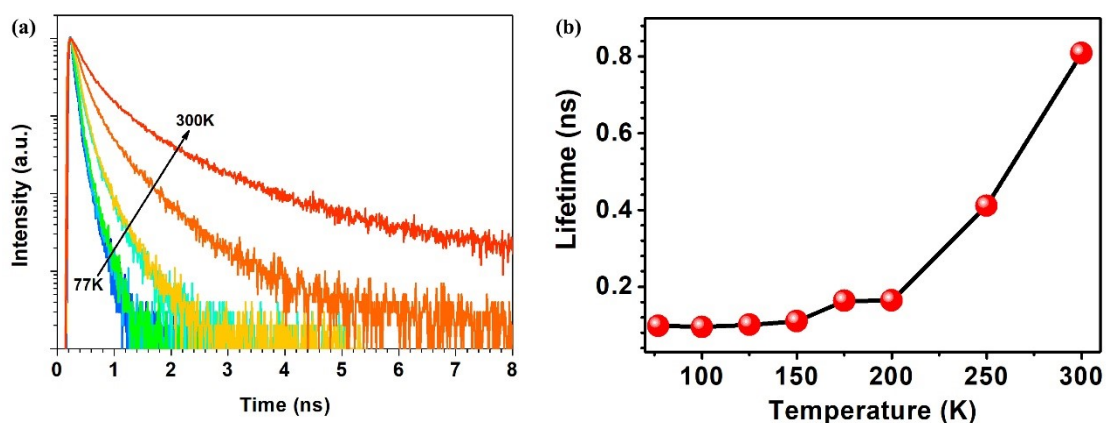 (a)
Intensity (a.u.)
300K
77K
0 1 2 3 4 5 6 7 8
Time (ns)
(b)
Lifetime (ns)
0.8
0.6
0.4
0.2
100 150 200 250 300
Temperature (K)